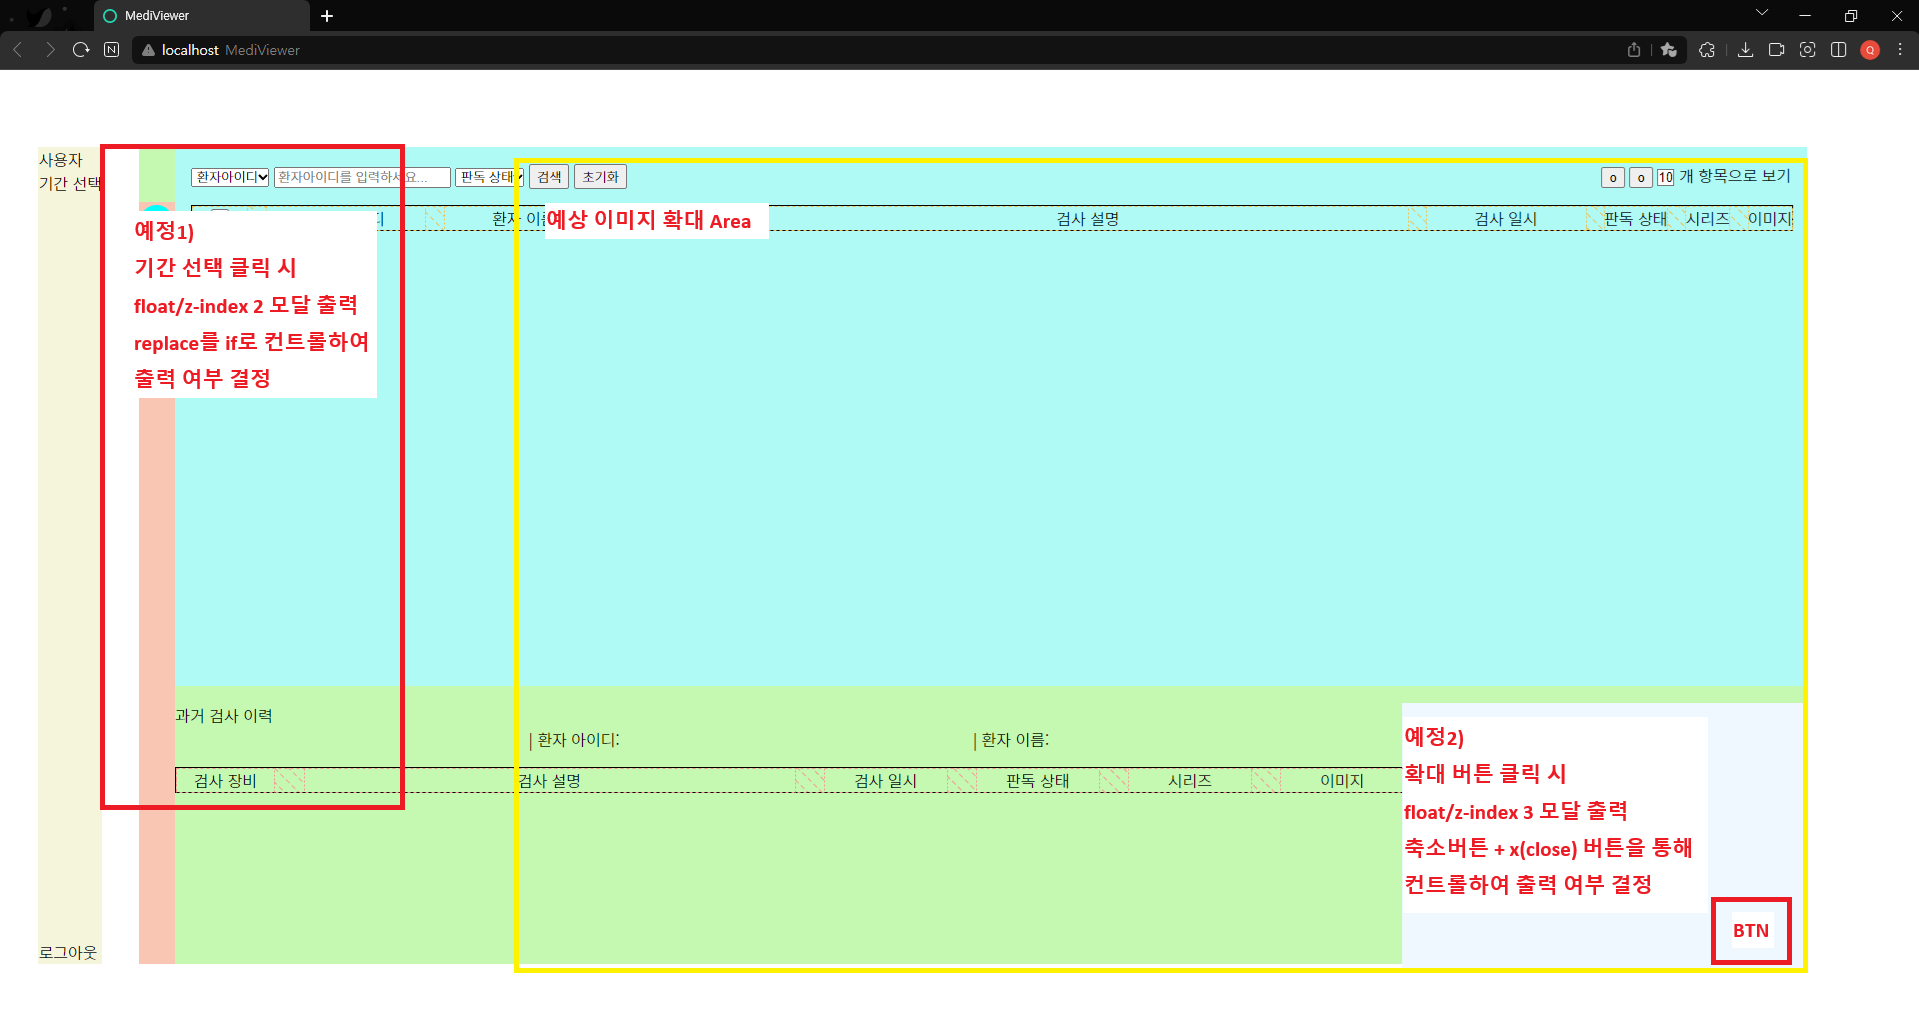 MediViewer
localhost MediViewer
Q
사용자
기간 선택
환자아이디 환자아이디를 입력하세요... 판독 상태 검색 초기화
o o 10 개 항목으로 보기
디 환자 이름 검사 설명 검사 일시 판독 상태 시리즈 이미지
예상 이미지 확대 Area
예정1)
기간 선택 클릭 시
float/z-index 2 모달 출력
replace를 if로 컨트롤하여
출력 여부 결정
과거 검사 이력
| 환자 아이디: | 환자 이름:
검사 장비 검사 설명 검사 일시 판독 상태 시리즈 이미지
예정2)
확대 버튼 클릭 시
float/z-index 3 모달 출력
축소버튼 + x(close) 버튼을 통해
컨트롤하여 출력 여부 결정
BTN
로그아웃